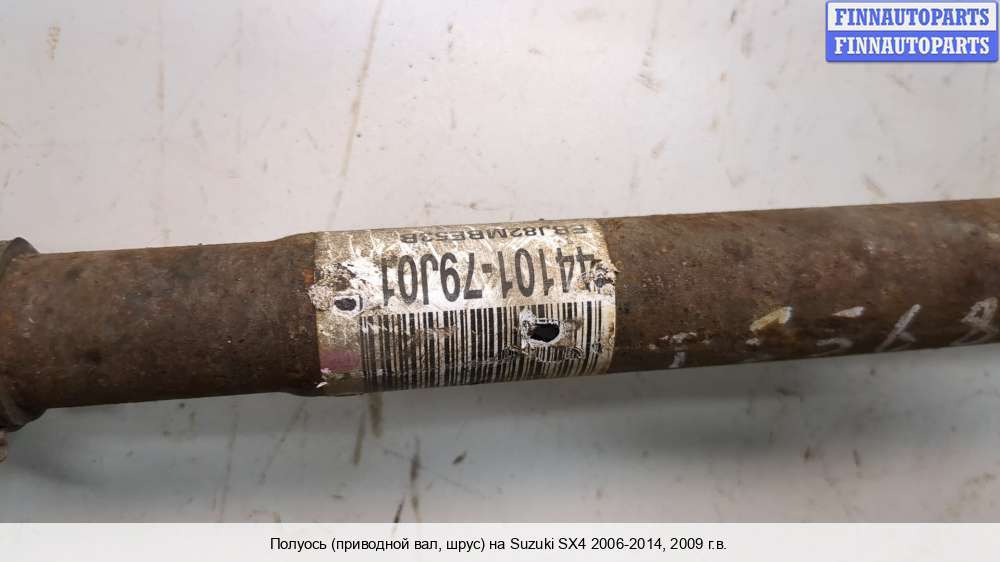 FINNAUTOPARTS
FINNAUTOPARTS
44101-79J01
Полуось (приводной вал, шрус) на Suzuki SX4 2006-2014, 2009 г.в.